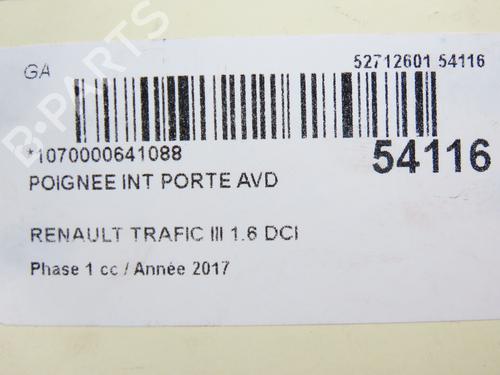 GA
52712601 54116
*1070000641088
54116
POIGNEE INT PORTE AVD
RENAULT TRAFIC III 1.6 DCI
Phase 1 cc / Année 2017
B-PARTS